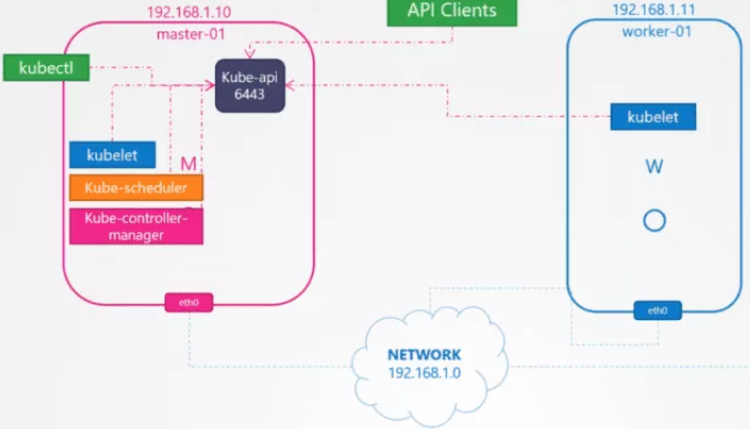 192.168.1.10
master-01
API Clients
192.168.1.11
worker-01
kubectl
Kube-api
6443
kubelet
kubelet
M
W
Kube-scheduler
Kube-controller-
manager
eth0
eth0
NETWORK
192.168.1.0